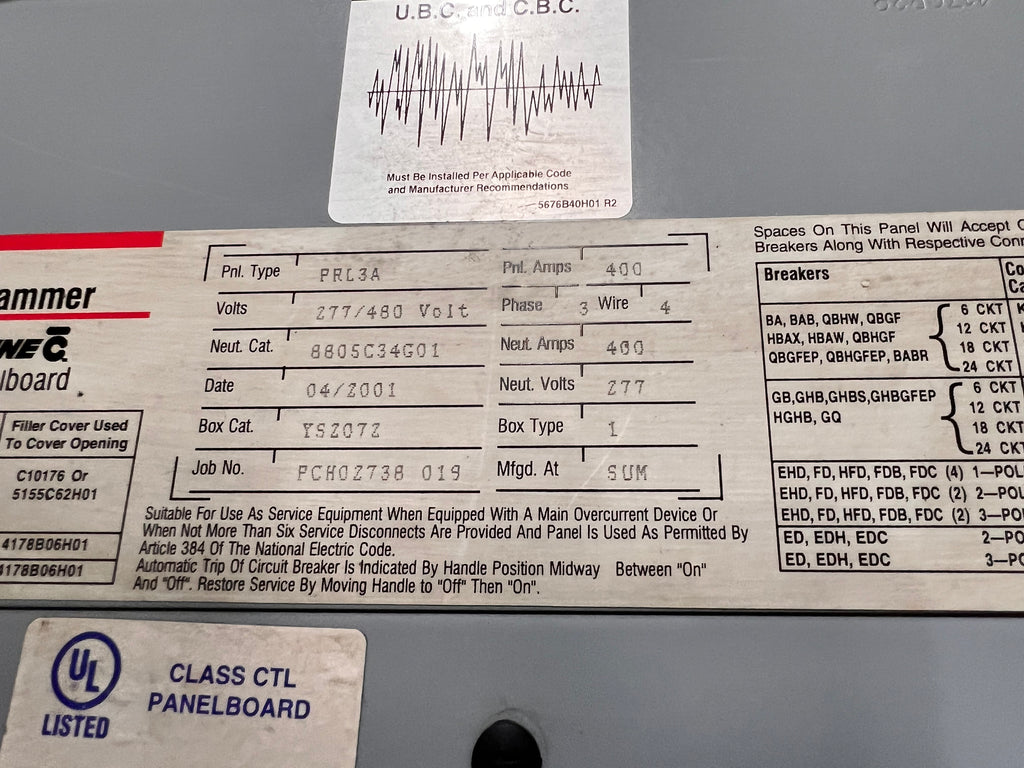 U.B.C. and C.B.C.
Must Be Installed Per Applicable Code
and Manufacturer Recommendations
5676B40H01 R2
ammer
lboard
Filler Cover Used
To Cover Opening
C10176 Or
5155C62H01
4178B06H01
4178B06H01
Pnl. Type PRL3A Pnl. Amps 400
Volts 277/480 Volt Phase 3 Wire 4
Neut. Cat. 8805C34G01 Neut. Amps 400
Date 04/2001 Neut. Volts 277
Box Cat. YS2072 Box Type 1
Job No. PCH02738 019 Mfgd. At SUM
Suitable For Use As Service Equipment When Equipped With A Main Overcurrent Device Or
When Not More Than Six Service Disconnects Are Provided And Panel Is Used As Permitted By
Article 384 Of The National Electric Code.
Automatic Trip Of Circuit Breaker Is Indicated By Handle Position Midway Between "On"
And "Off". Restore Service By Moving Handle to "Off" Then "On".
Spaces On This Panel Will Accept
Breakers Along With Respective Conn
Breakers
Co
Ca
BA, BAB, QBHW, QBGF
HBAX, HBAW, QBHGF
QBGFEP, QBHGFEP, BABR
6 CKT
12 CKT
18 CKT
24 CKT
GB,GHB,GHBS,GHBGFEP
HGHB, GQ
6 CKT
12 CKT
18 CKT
24 CKT
EHD, FD, HFD, FDB, FDC (4) 1—POL
EHD, FD, HFD, FDB, FDC (2) 2—POL
EHD, FD, HFD, FDB, FDC (2) 3—PO
ED, EDH, EDC 2—PO
ED, EDH, EDC 3—PO
UL
LISTED
CLASS CTL
PANELBOARD